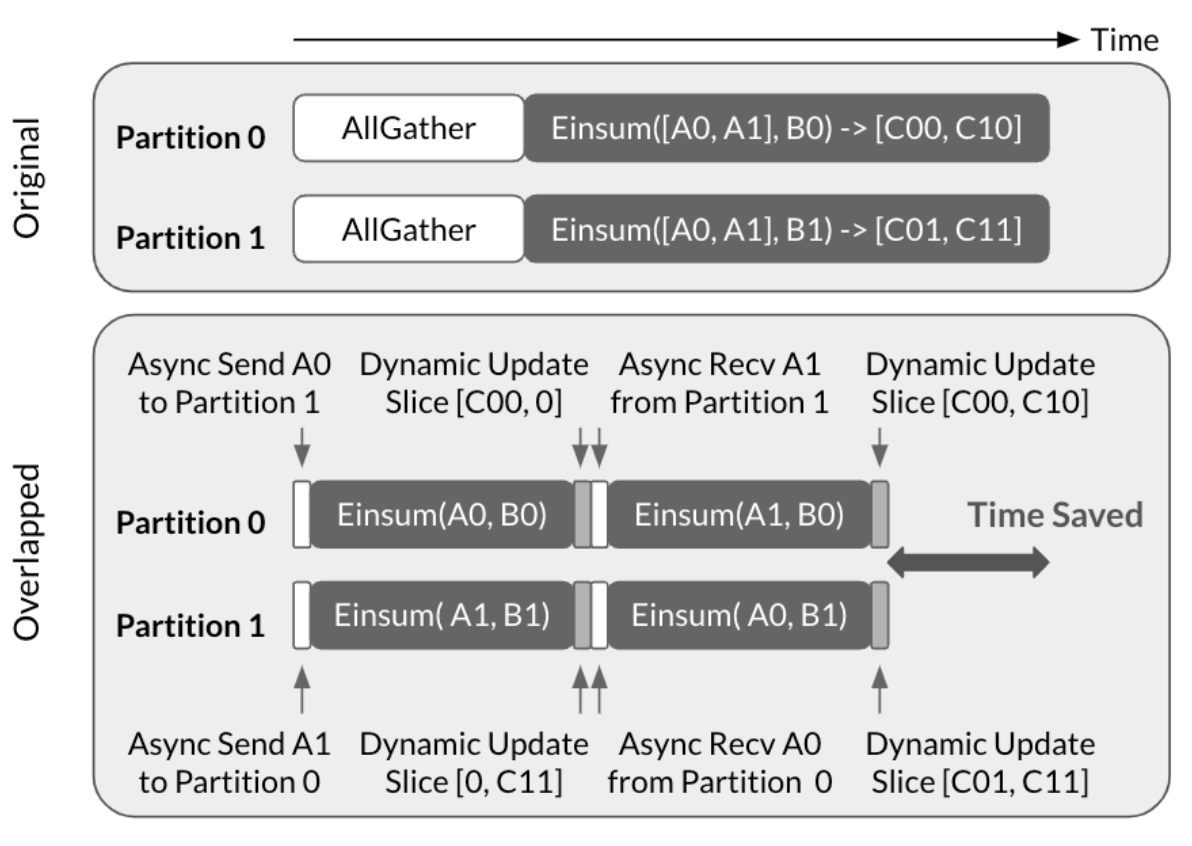 Time
Original
Partition 0
AllGather
Einsum([A0, A1], B0) -> [C00, C10]
Partition 1
AllGather
Einsum([A0, A1], B1) -> [C01, C11]
Overlapped
Async Send A0
to Partition 1
Dynamic Update
Slice [C00, 0]
Async Recv A1
from Partition 1
Dynamic Update
Slice [C00, C10]
Partition 0
Einsum(A0, B0)
Einsum(A1, B0)
Time Saved
Partition 1
Einsum( A1, B1)
Einsum( A0, B1)
Async Send A1
to Partition 0
Dynamic Update
Slice [0, C11]
Async Recv A0
from Partition  0
Dynamic Update
Slice [C01, C11]